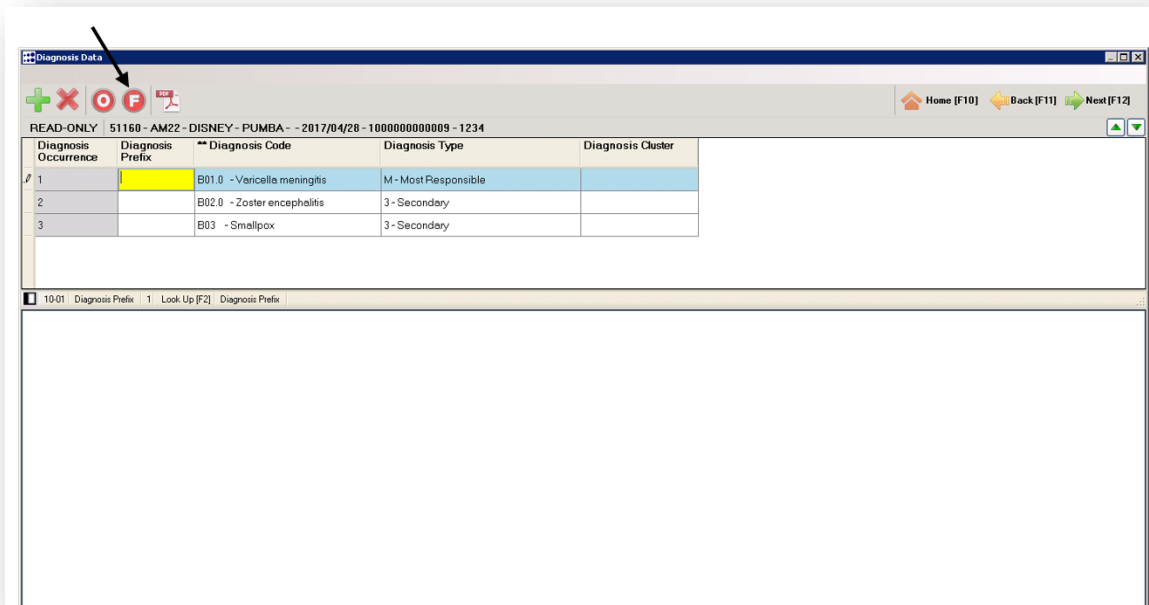 Diagnosis Data
O F PDF Home [F10] Back [F11] Next [F12]
READ-ONLY 51160 - AM22 - DISNEY - PUMBA - - 2017/04/28 - 1000000000009 - 1234
Diagnosis Occurrence Diagnosis Prefix ** Diagnosis Code Diagnosis Type Diagnosis Cluster
1 B01.0 - Varicella meningitis M - Most Responsible
2 B02.0 - Zoster encephalitis 3 - Secondary
3 B03 - Smallpox 3 - Secondary
10-01 Diagnosis Prefix 1 Look Up [F2] Diagnosis Prefix